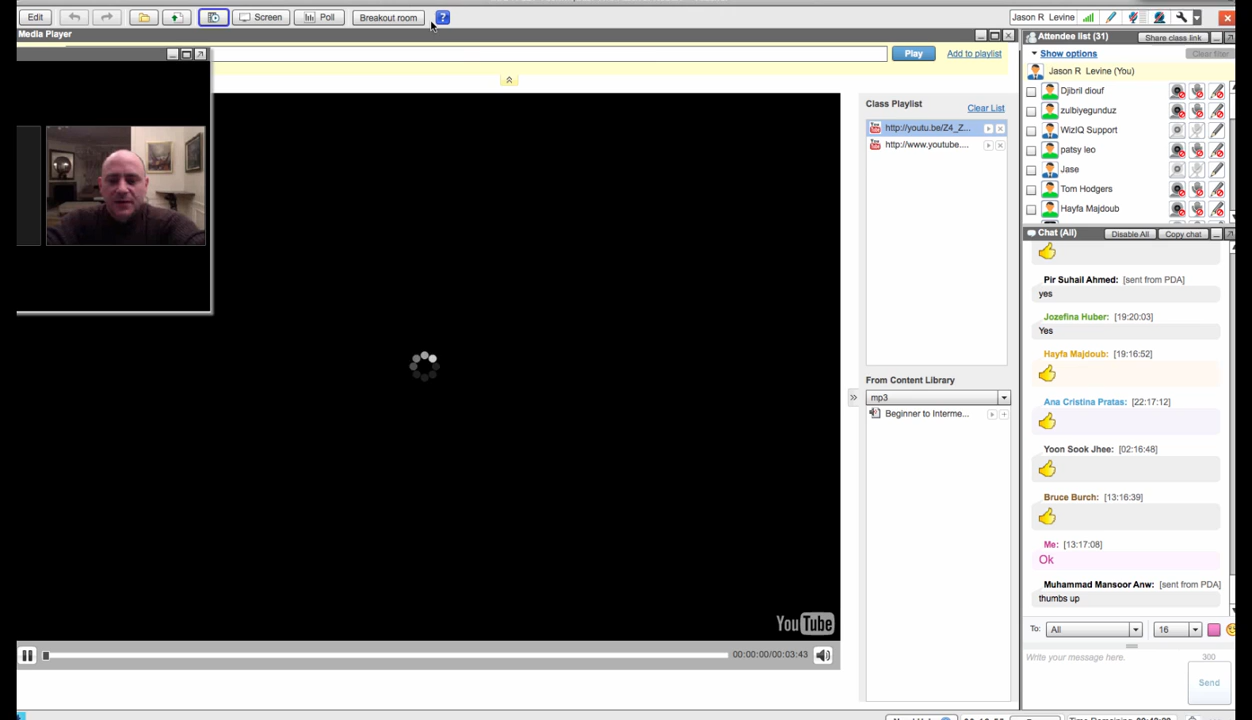 Edit
Screen
Poll
Breakout room
?
Jason R Levine
Media Player
Play
Add to playlist
Class Playlist
Clear List
http://youtu.be/Z4_Z...
http://www.youtube....
From Content Library
mp3
Beginner to Interme...
YouTube
00:00:00/00:03:43
Attendee list (31)
Share class link
Show options
Clear filter
Jason R Levine (You)
Djibril diouf
zulbiyegunduz
WizIQ Support
patsy leo
Jase
Tom Hodgers
Hayfa Majdoub
Chat (All)
Disable All
Copy chat
Pir Suhail Ahmed: [sent from PDA]
yes
Jozefina Huber: [19:20:03]
Yes
Hayfa Majdoub: [19:16:52]
Ana Cristina Pratas: [22:17:12]
Yoon Sook Jhee: [02:16:48]
Bruce Burch: [13:16:39]
Me: [13:17:08]
Ok
Muhammad Mansoor Anw: [sent from PDA]
thumbs up
To: All 16
Write your message here.
300
Send